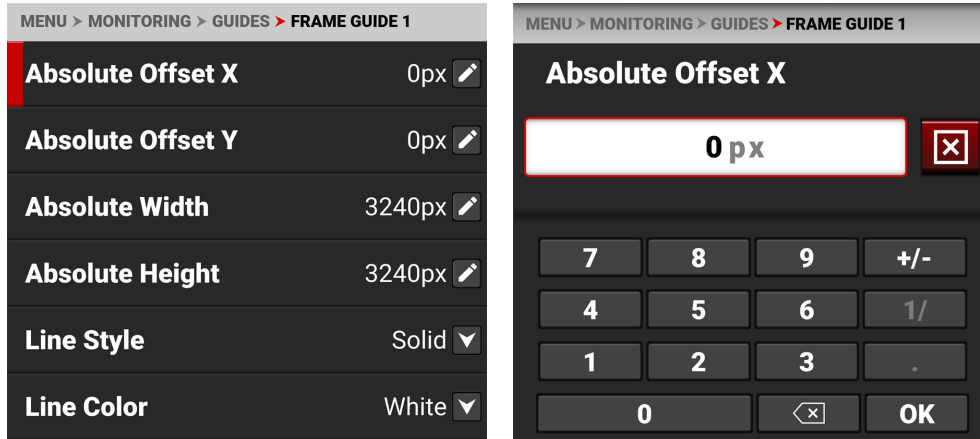 MENU > MONITORING > GUIDES > FRAME GUIDE 1
Absolute Offset X 0px
Absolute Offset Y 0px
Absolute Width 3240px
Absolute Height 3240px
Line Style Solid
Line Color White
MENU > MONITORING > GUIDES > FRAME GUIDE 1
Absolute Offset X
0 px
7 8 9 +/-
4 5 6 1/
1 2 3 .
0 OK